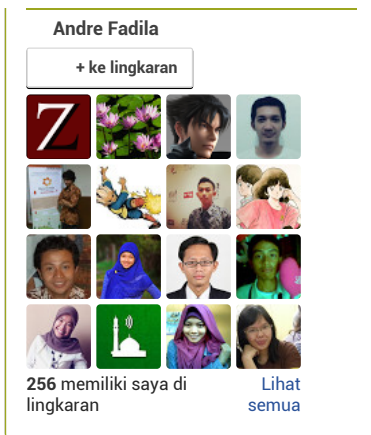 Andre Fadila
+ ke lingkaran
Z
256 memiliki saya di
lingkaran
Lihat
semua